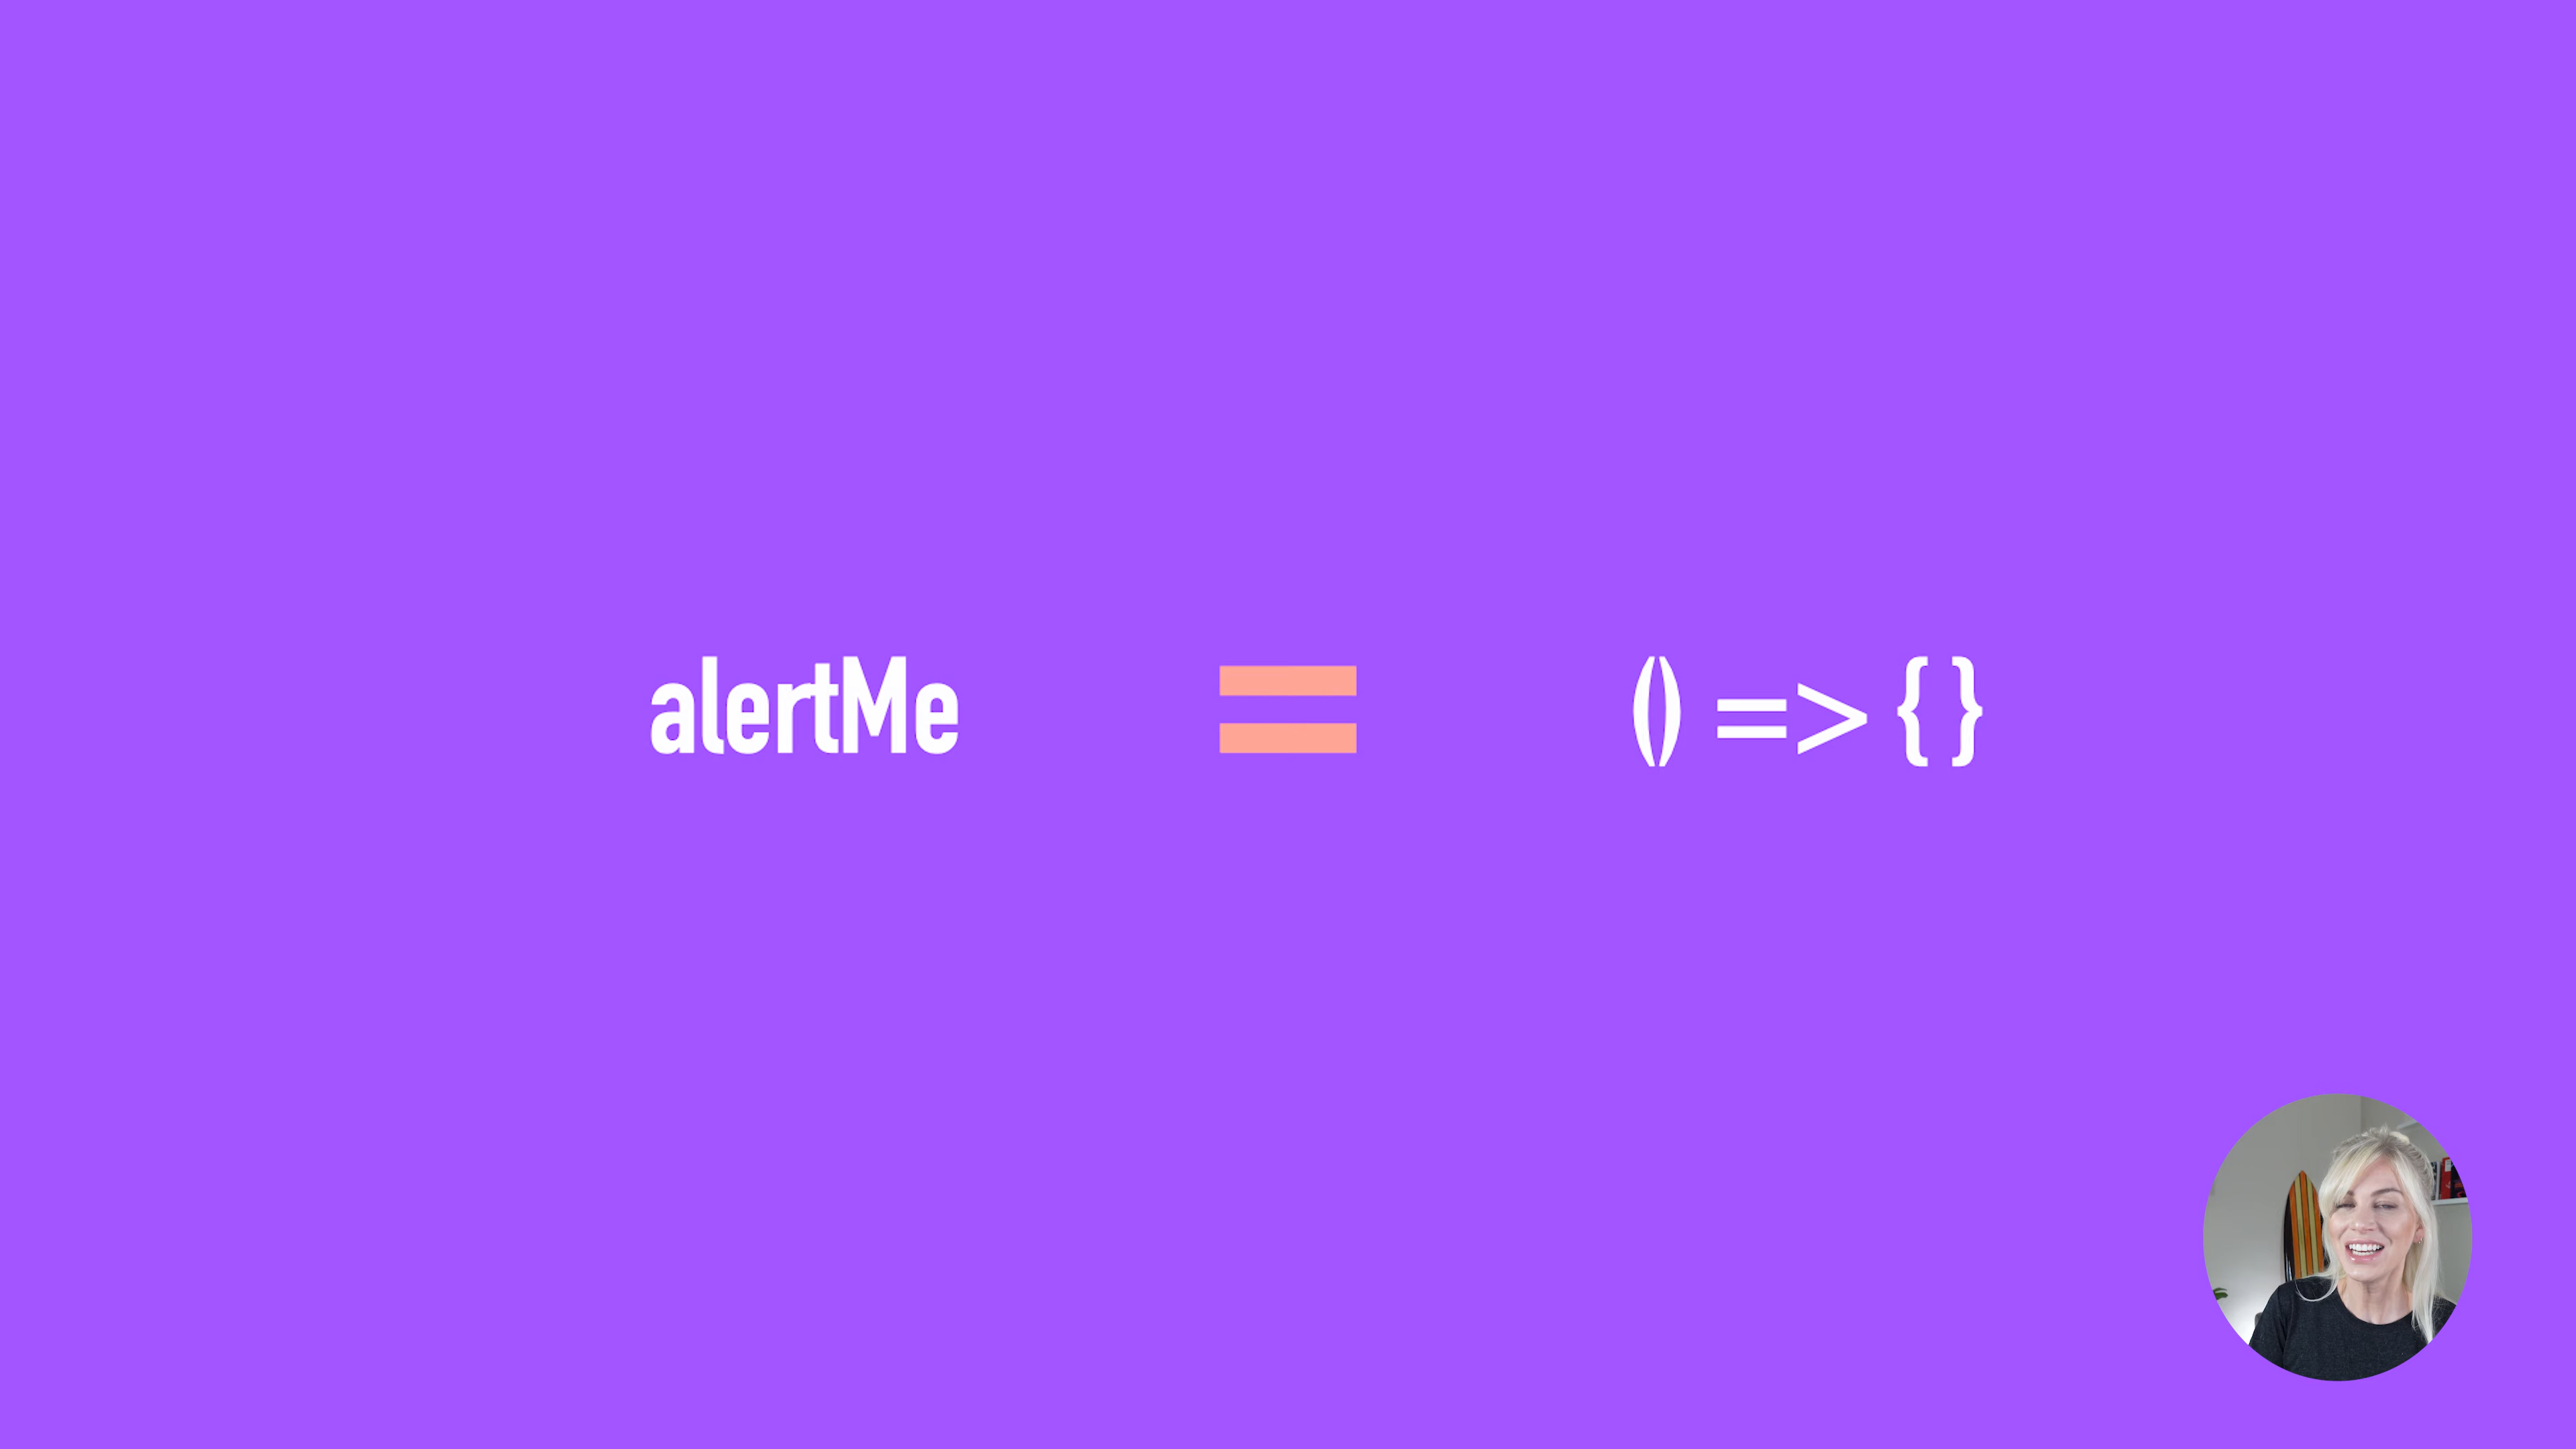 alertMe = () => { }